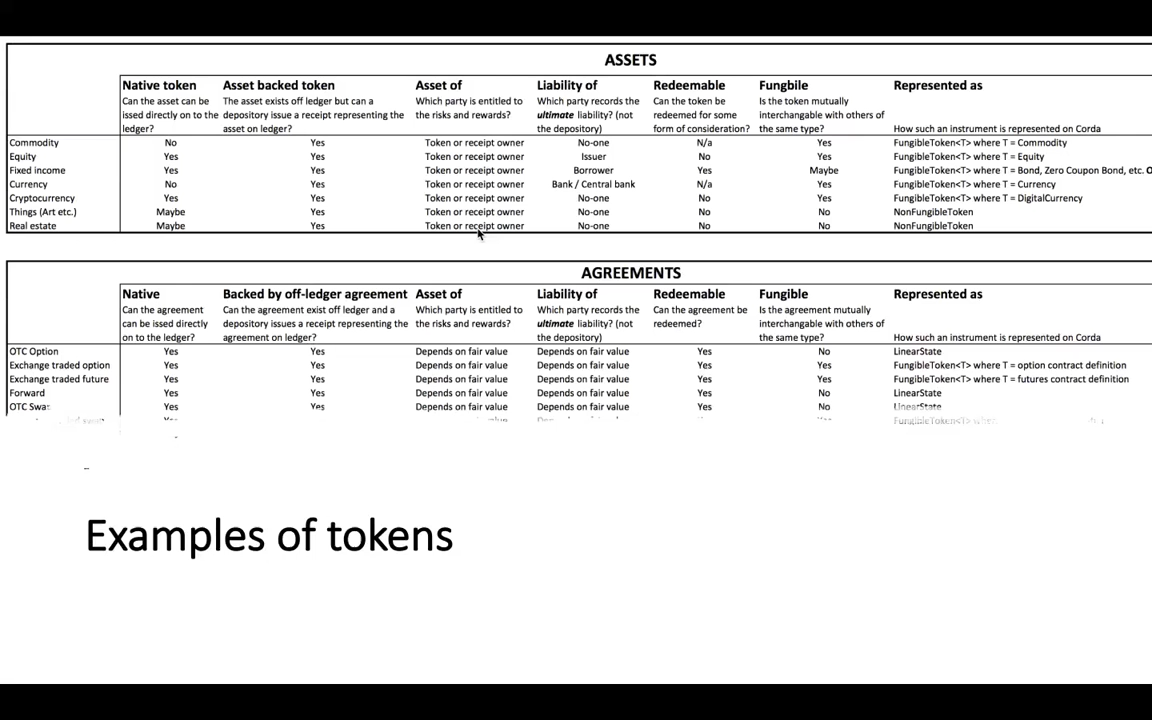 ASSETS
Native token Asset backed token Asset of Liability of Redeemable Fungbile Represented as
Can the asset can be The asset exists off ledger but can a Which party is entitled to Which party records the Can the token be Is the token mutually
issed directly on to the depository issue a receipt representing the the risks and rewards? ultimate liability? (not redeemed for some interchangable with others of
ledger? asset on ledger? the depository) form of consideration? the same type? How such an instrument is represented on Corda
Commodity No Yes Token or receipt owner No-one N/a Yes FungibleToken<T> where T = Commodity
Equity Yes Yes Token or receipt owner Issuer No Yes FungibleToken<T> where T = Equity
Fixed income Yes Yes Token or receipt owner Borrower Yes Maybe FungibleToken<T> where T = Bond, Zero Coupon Bond, etc.
Currency No Yes Token or receipt owner Bank / Central bank N/a Yes FungibleToken<T> where T = Currency
Cryptocurrency Yes Yes Token or receipt owner No-one No Yes FungibleToken<T> where T = DigitalCurrency
Things (Art etc.) Maybe Yes Token or receipt owner No-one No No NonFungibleToken
Real estate Maybe Yes Token or receipt owner No-one No No NonFungibleToken
AGREEMENTS
Native Backed by off-ledger agreement Asset of Liability of Redeemable Fungible Represented as
Can the agreement Can the agreement exist off ledger and a Which party is entitled to Which party records the Can the agreement be Is the agreement mutually
can be issed directly depository issues a receipt representing the the risks and rewards? ultimate liability? (not redeemed? interchangable with others of
on to the ledger? agreement on ledger? the depository) the same type? How such an instrument is represented on Corda
OTC Option Yes Yes Depends on fair value Depends on fair value Yes No LinearState
Exchange traded option Yes Yes Depends on fair value Depends on fair value Yes Yes FungibleToken<T> where T = option contract definition
Exchange traded future Yes Yes Depends on fair value Depends on fair value Yes Yes FungibleToken<T> where T = futures contract definition
Forward Yes Yes Depends on fair value Depends on fair value Yes No LinearState
OTC Yes Yes Depends on fair value Depends on fair value Yes No LinearState
Examples of tokens